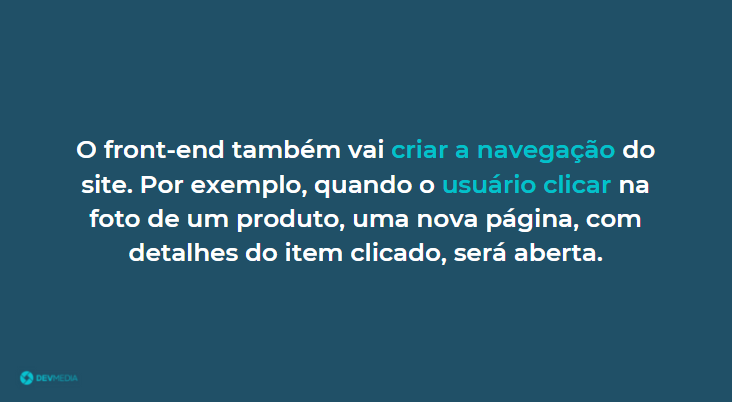 O front-end também vai criar a navegação do
site. Por exemplo, quando o usuário clicar na
foto de um produto, uma nova página, com
detalhes do item clicado, será aberta.
DEVMEDIA